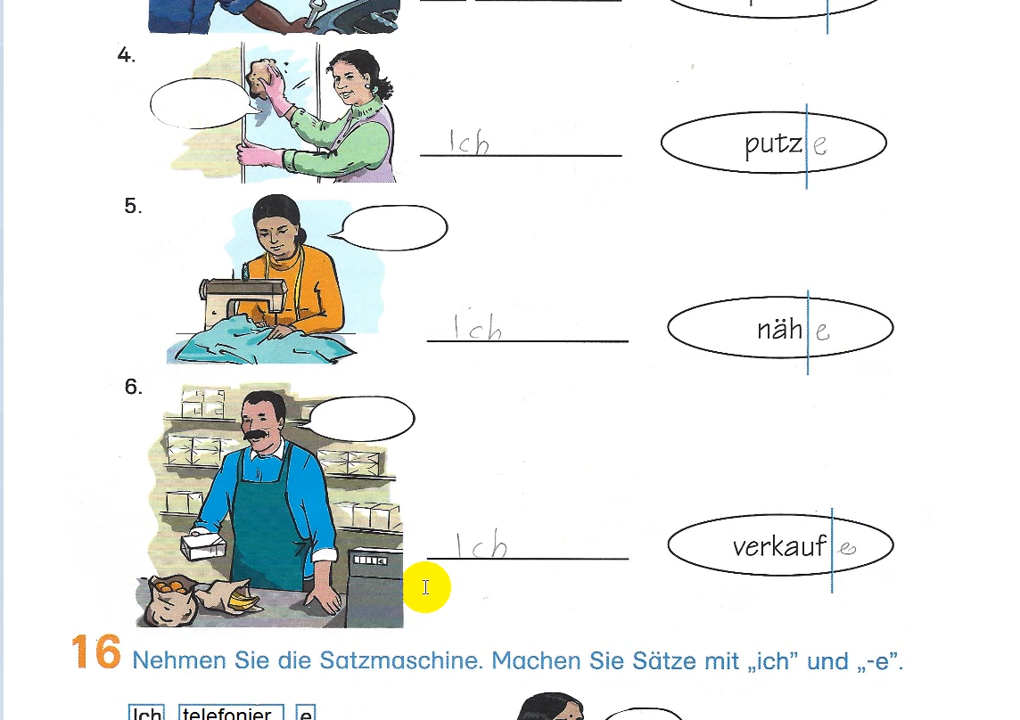 4.
Ich putz e
5.
Ich näh e
6.
Ich verkauf e
16 Nehmen Sie die Satzmaschine. Machen Sie Sätze mit „ich” und „-e”.
Ich telefonier e